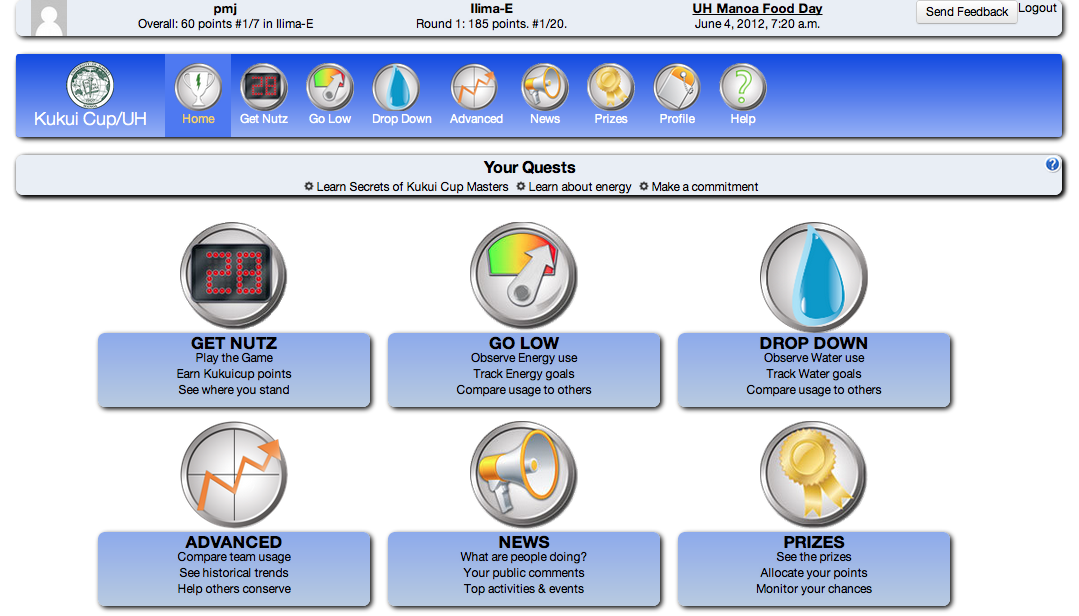 pmj
Overall: 60 points #1/7 in Ilima-E
Ilima-E
Round 1: 185 points. #1/20.
UH Manoa Food Day
June 4, 2012, 7:20 a.m.
Send Feedback
Logout
Kukui Cup/UH
Home
Get Nutz
Go Low
Drop Down
Advanced
News
Prizes
Profile
Help
Your Quests
Learn Secrets of Kukui Cup Masters Learn about energy Make a commitment
28
GET NUTZ
Play the Game
Earn Kukuicup points
See where you stand
GO LOW
Observe Energy use
Track Energy goals
Compare usage to others
DROP DOWN
Observe Water use
Track Water goals
Compare usage to others
ADVANCED
Compare team usage
See historical trends
Help others conserve
NEWS
What are people doing?
Your public comments
Top activities & events
PRIZES
See the prizes
Allocate your points
Monitor your chances